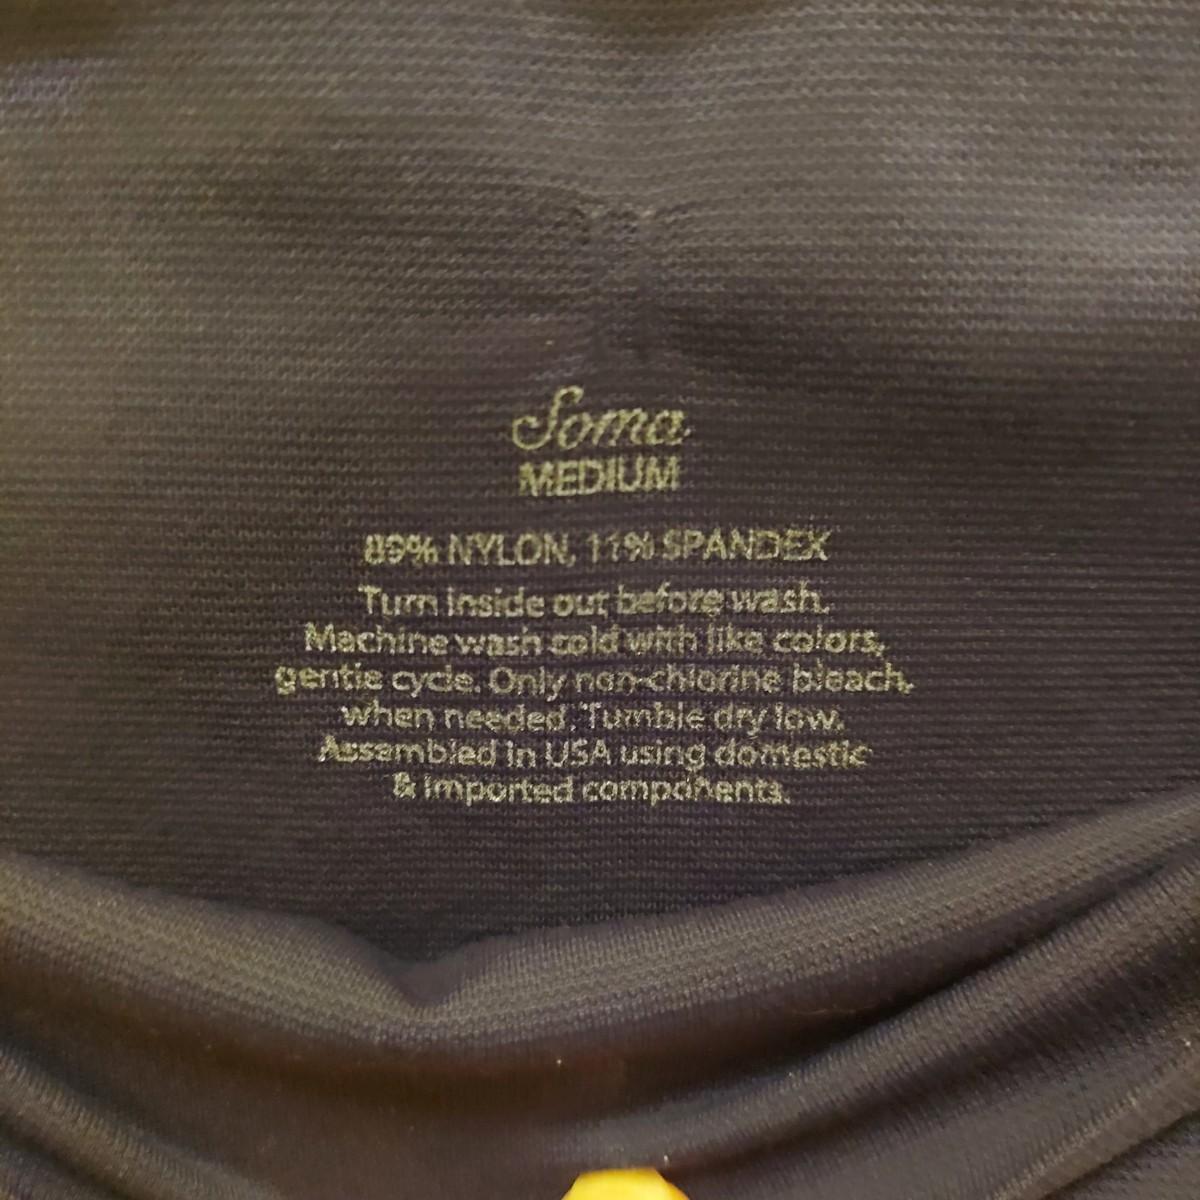 Soma
MEDIUM
89% NYLON, 11% SPANDEX
Turn inside out before wash.
Machine wash cold with like colors,
gentle cycle. Only non-chlorine bleach,
when needed. Tumble dry low.
Assembled in USA using domestic
& imported components.